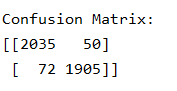 Confusion Matrix:
[[2035   50]
 [  72 1905]]